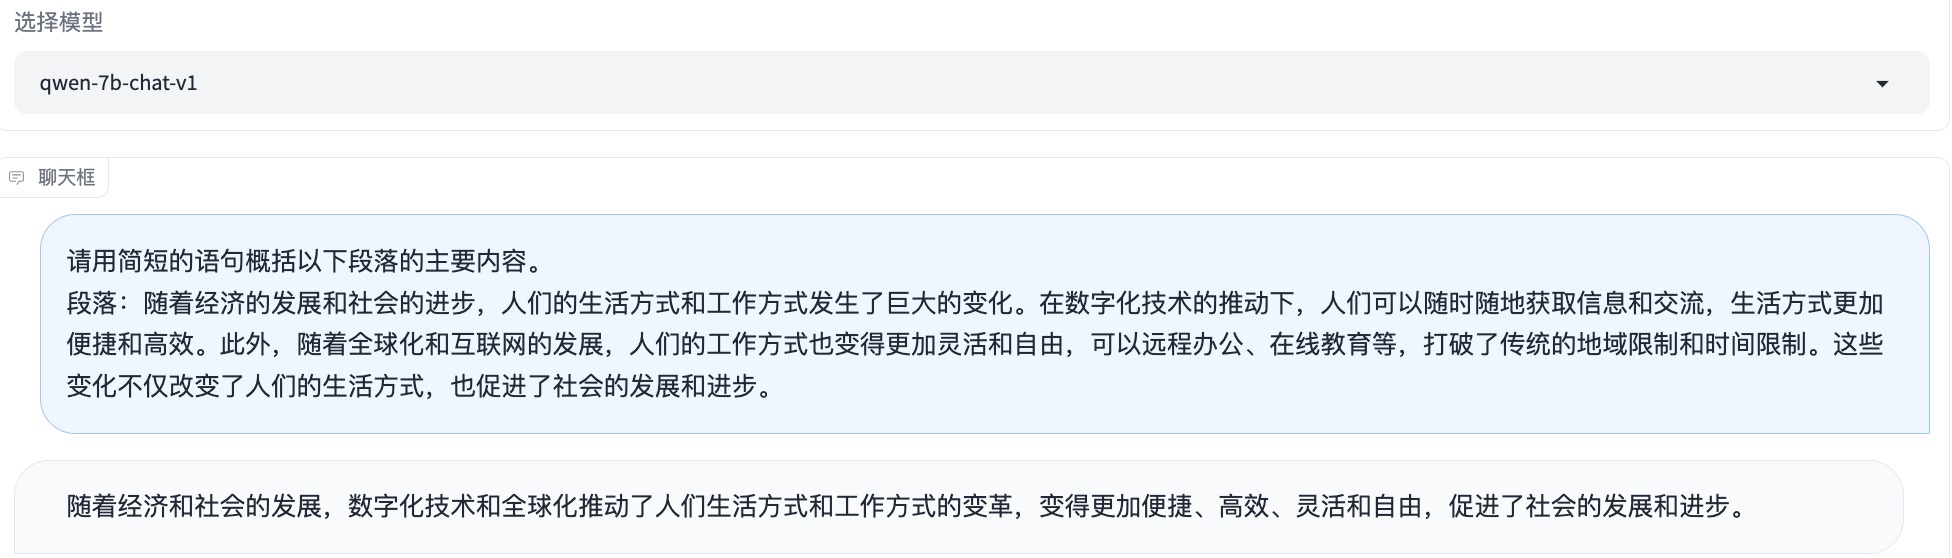 选择模型
qwen-7b-chat-v1
聊天框
请用简短的语句概括以下段落的主要内容。
段落：随着经济的发展和社会的进步，人们的生活方式和工作方式发生了巨大的变化。在数字化技术的推动下，人们可以随时随地获取信息和交流，生活方式更加
便捷和高效。此外，随着全球化和互联网的发展，人们的工作方式也变得更加灵活和自由，可以远程办公、在线教育等，打破了传统的地域限制和时间限制。这些
变化不仅改变了人们的生活方式，也促进了社会的发展和进步。
随着经济和社会的发展，数字化技术和全球化推动了人们生活方式和工作方式的变革，变得更加便捷、高效、灵活和自由，促进了社会的发展和进步。